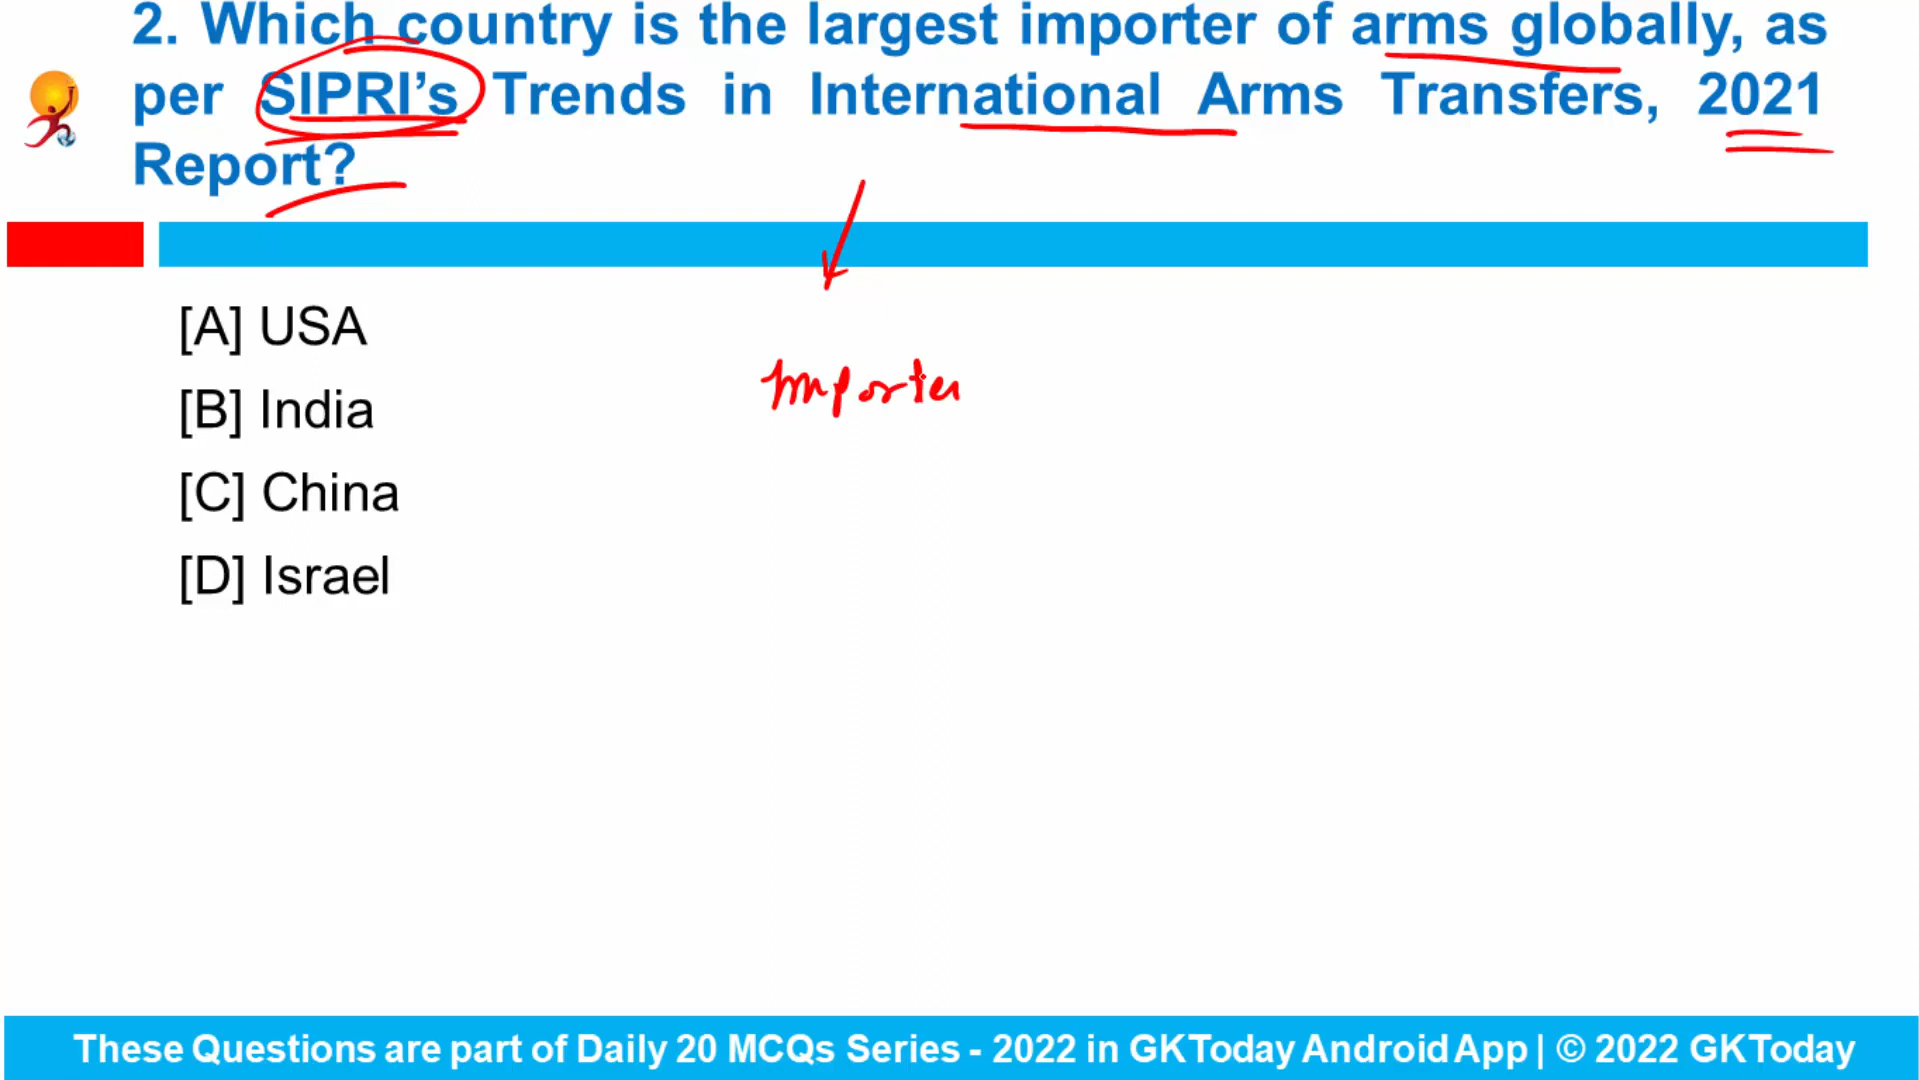 2. Which country is the largest importer of arms globally, as
per SIPRI’s Trends in International Arms Transfers, 2021
Report?
[A] USA
Importer
[B] India
[C] China
[D] Israel
These Questions are part of Daily 20 MCQs Series - 2022 in GKToday Android App | © 2022 GKToday